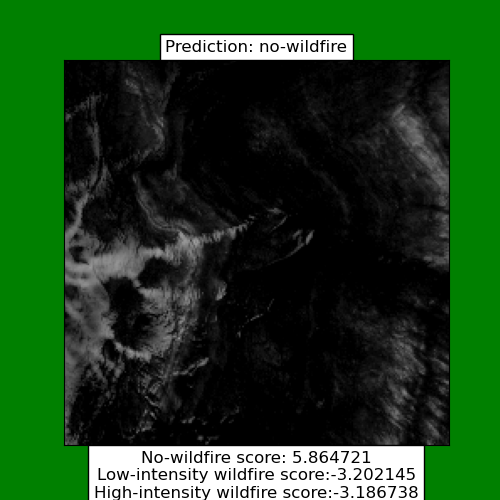 Prediction: no-wildfire
No-wildfire score: 5.864721
Low-intensity wildfire score:-3.202145
High-intensity wildfire score:-3.186738